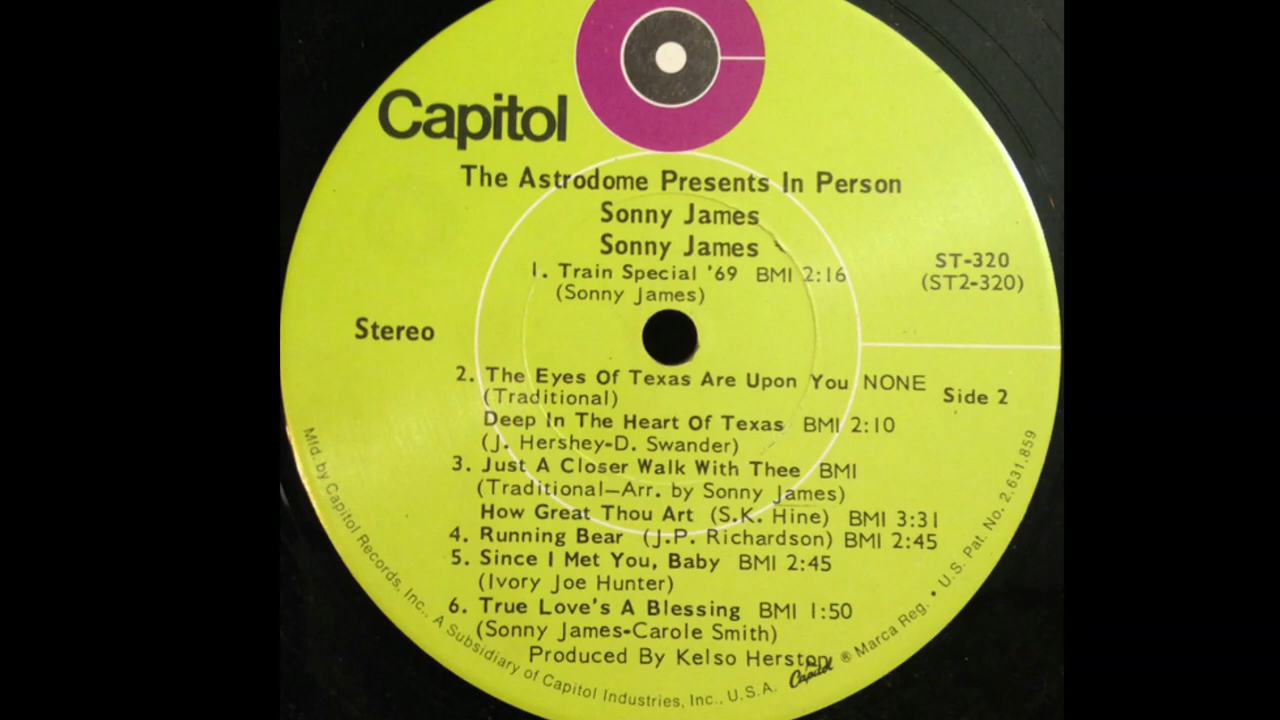 Capitol
The Astrodome Presents In Person
Sonny James
Sonny James
1. Train Special '69 BMI 2:16
(Sonny James)
ST-320
(ST2-320)
Stereo
2. The Eyes Of Texas Are Upon You NONE
(Traditional)
Side 2
Deep In The Heart Of Texas BMI 2:10
(J. Hershey-D. Swander)
3. Just A Closer Walk With Thee BMI
(Traditional—Arr. by Sonny James)
How Great Thou Art (S.K. Hine) BMI 3:31
4. Running Bear (J.P. Richardson) BMI 2:45
5. Since I Met You, Baby BMI 2:45
(Ivory Joe Hunter)
6. True Love's A Blessing BMI 1:50
(Sonny James-Carole Smith)
Produced By Kelso Herston
Mfd. by Capitol Records, Inc., A Subsidiary of Capitol Industries, Inc., U.S.A. Capitol ® Marca Reg. • U.S. Pat. No. 2,631,859